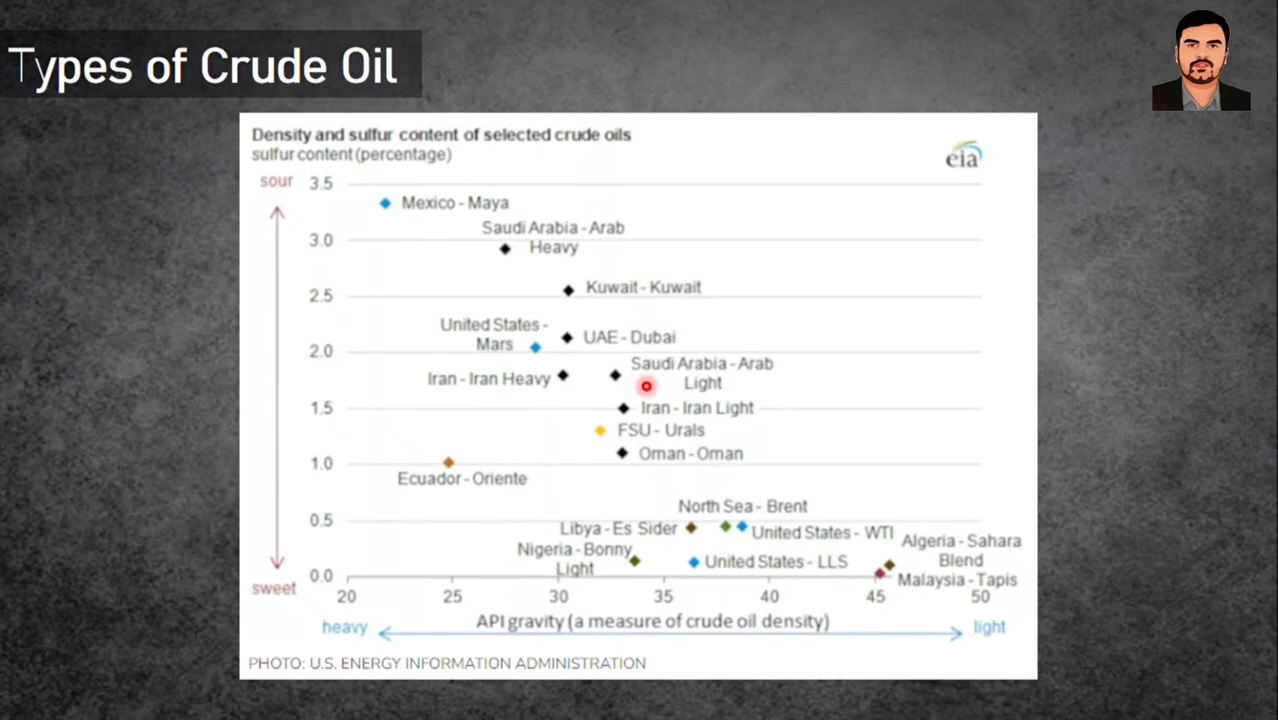 Types of Crude Oil
Density and sulfur content of selected crude oils
sulfur content (percentage)
eia
sour
3.5
Mexico - Maya
Saudi Arabia - Arab
Heavy
3.0
Kuwait - Kuwait
2.5
United States -
Mars
UAE - Dubai
2.0
Saudi Arabia - Arab
Light
Iran - Iran Heavy
1.5
Iran - Iran Light
FSU - Urals
Oman - Oman
1.0
Ecuador - Oriente
North Sea - Brent
0.5
Libya - Es Sider
United States - WTI
Algeria - Sahara
Blend
Nigeria - Bonny
Light
United States - LLS
Malaysia - Tapis
0.0
sweet
20 25 30 35 40 45 50
heavy
API gravity (a measure of crude oil density)
light
PHOTO: U.S. ENERGY INFORMATION ADMINISTRATION